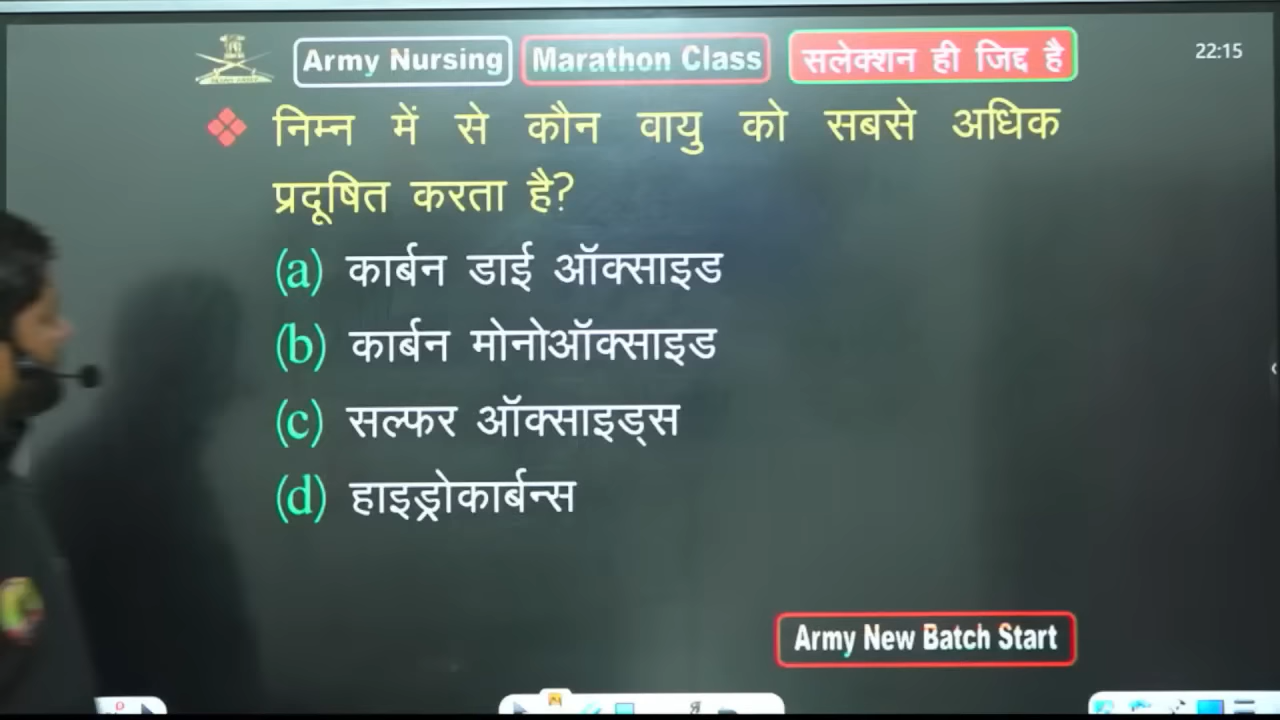 Army Nursing Marathon Class सलेक्शन ही जिद्द है 22:15
निम्न में से कौन वायु को सबसे अधिक
प्रदूषित करता है?
(a) कार्बन डाई ऑक्साइड
(b) कार्बन मोनोऑक्साइड
(c) सल्फर ऑक्साइड्स
(d) हाइड्रोकार्बन्स
Army New Batch Start